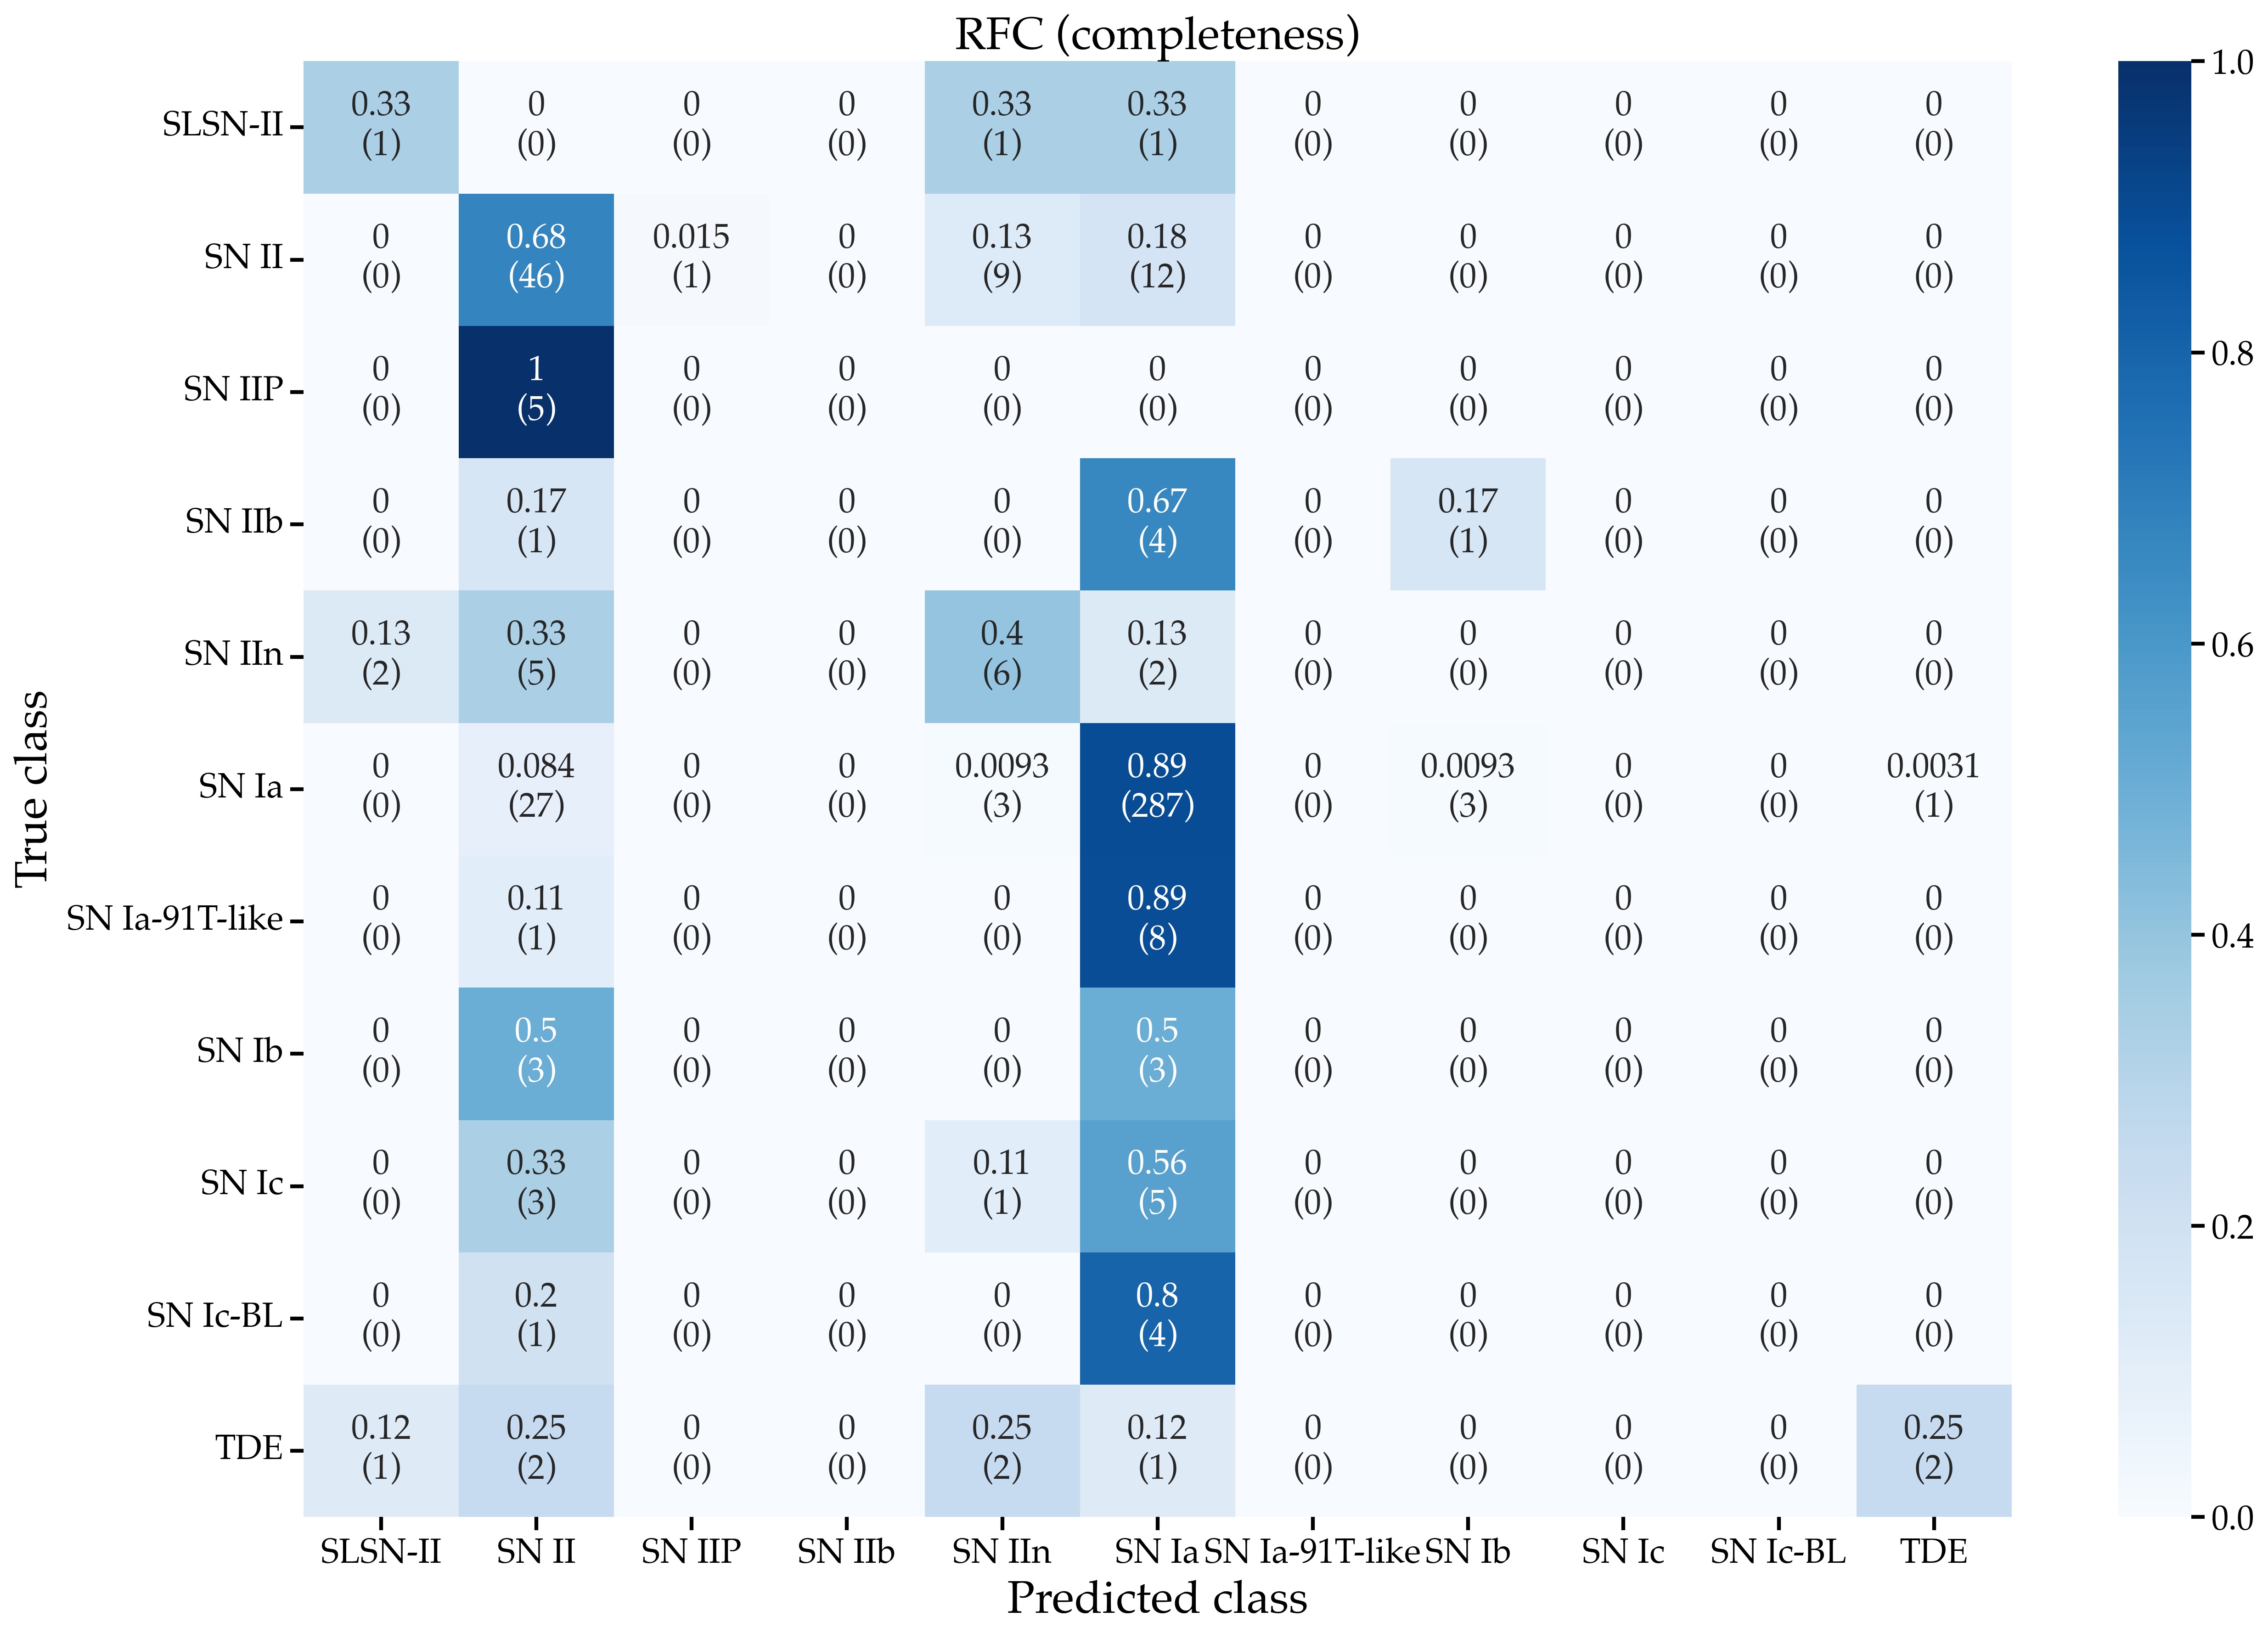 RFC (completeness)
True class
SLSN-II
0.33 0 0 0 0.33 0.33 0 0 0 0 0
(1) (0) (0) (0) (1) (1) (0) (0) (0) (0) (0)
SN II
0 0.68 0.015 0 0.13 0.18 0 0 0 0 0
(0) (46) (1) (0) (9) (12) (0) (0) (0) (0) (0)
SN IIP
0 1 0 0 0 0 0 0 0 0 0
(0) (5) (0) (0) (0) (0) (0) (0) (0) (0) (0)
SN IIb
0 0.17 0 0 0 0.67 0 0.17 0 0 0
(0) (1) (0) (0) (0) (4) (0) (1) (0) (0) (0)
SN IIn
0.13 0.33 0 0 0.4 0.13 0 0 0 0 0
(2) (5) (0) (0) (6) (2) (0) (0) (0) (0) (0)
SN Ia
0 0.084 0 0 0.0093 0.89 0 0.0093 0 0 0.0031
(0) (27) (0) (0) (3) (287) (0) (3) (0) (0) (1)
SN Ia-91T-like
0 0.11 0 0 0 0.89 0 0 0 0 0
(0) (1) (0) (0) (0) (8) (0) (0) (0) (0) (0)
SN Ib
0 0.5 0 0 0 0.5 0 0 0 0 0
(0) (3) (0) (0) (0) (3) (0) (0) (0) (0) (0)
SN Ic
0 0.33 0 0 0.11 0.56 0 0 0 0 0
(0) (3) (0) (0) (1) (5) (0) (0) (0) (0) (0)
SN Ic-BL
0 0.2 0 0 0 0.8 0 0 0 0 0
(0) (1) (0) (0) (0) (4) (0) (0) (0) (0) (0)
TDE
0.12 0.25 0 0 0.25 0.12 0 0 0 0 0.25
(1) (2) (0) (0) (2) (1) (0) (0) (0) (0) (2)
SLSN-II SN II SN IIP SN IIb SN IIn SN Ia SN Ia-91T-like SN Ib SN Ic SN Ic-BL TDE
Predicted class
1.0
0.8
0.6
0.4
0.2
0.0